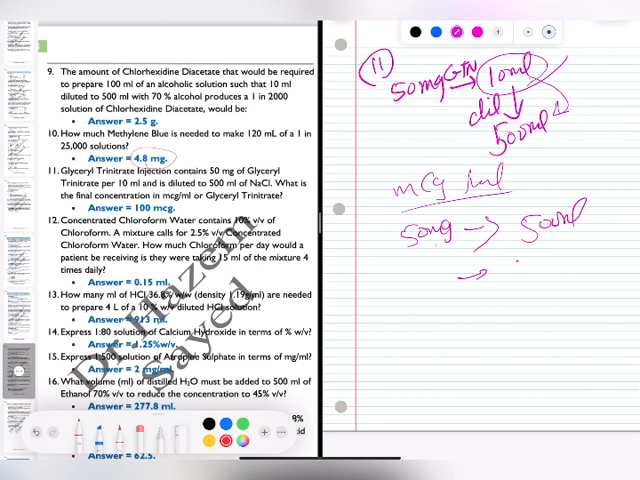 9. The amount of Chlorhexidine Diacetate that would be required
to prepare 100 ml of an alcoholic solution such that 10 ml
diluted to 500 ml with 70 % alcohol produces a 1 in 2000
solution of Chlorhexidine Diacetate, would be:
• Answer = 2.5 g.
10. How much Methylene Blue is needed to make 120 mL of a 1 in
25,000 solutions?
• Answer = 4.8 mg.
11. Glyceryl Trinitrate Injection contains 50 mg of Glyceryl
Trinitrate per 10 ml and is diluted to 500 ml of NaCl. What is
the final concentration in mcg/ml or Glyceryl Trinitrate?
• Answer = 100 mcg.
12. Concentrated Chloroform Water contains 10% v/v of
Chloroform. A mixture calls for 2.5% v/v Concentrated
Chloroform Water. How much Chloroform per day would a
patient be receiving is they were taking 15 ml of the mixture 4
times daily?
• Answer = 0.15 ml.
13. How many ml of HCl 36.8% w/w (density 1.19g/ml) are needed
to prepare 4 L of a 10 % w/v diluted HCl solution?
• Answer = 913 ml.
14. Express 1:80 solution of Calcium Hydroxide in terms of % w/v?
• Answer = 1.25%w/v.
15. Express 1:500 solution of Atropine Sulphate in terms of mg/ml?
• Answer = 2 mg/ml.
16. What volume (ml) of distilled H₂O must be added to 500 ml of
Ethanol 70% v/v to reduce the concentration to 45% v/v?
• Answer = 277.8 ml.
8%
id
Answer = 62.5.
Dr Hazem
Sayed
11
50mg GTN → 10ml
dil ↓
500ml
mcg/ml
50mg → 500ml
→